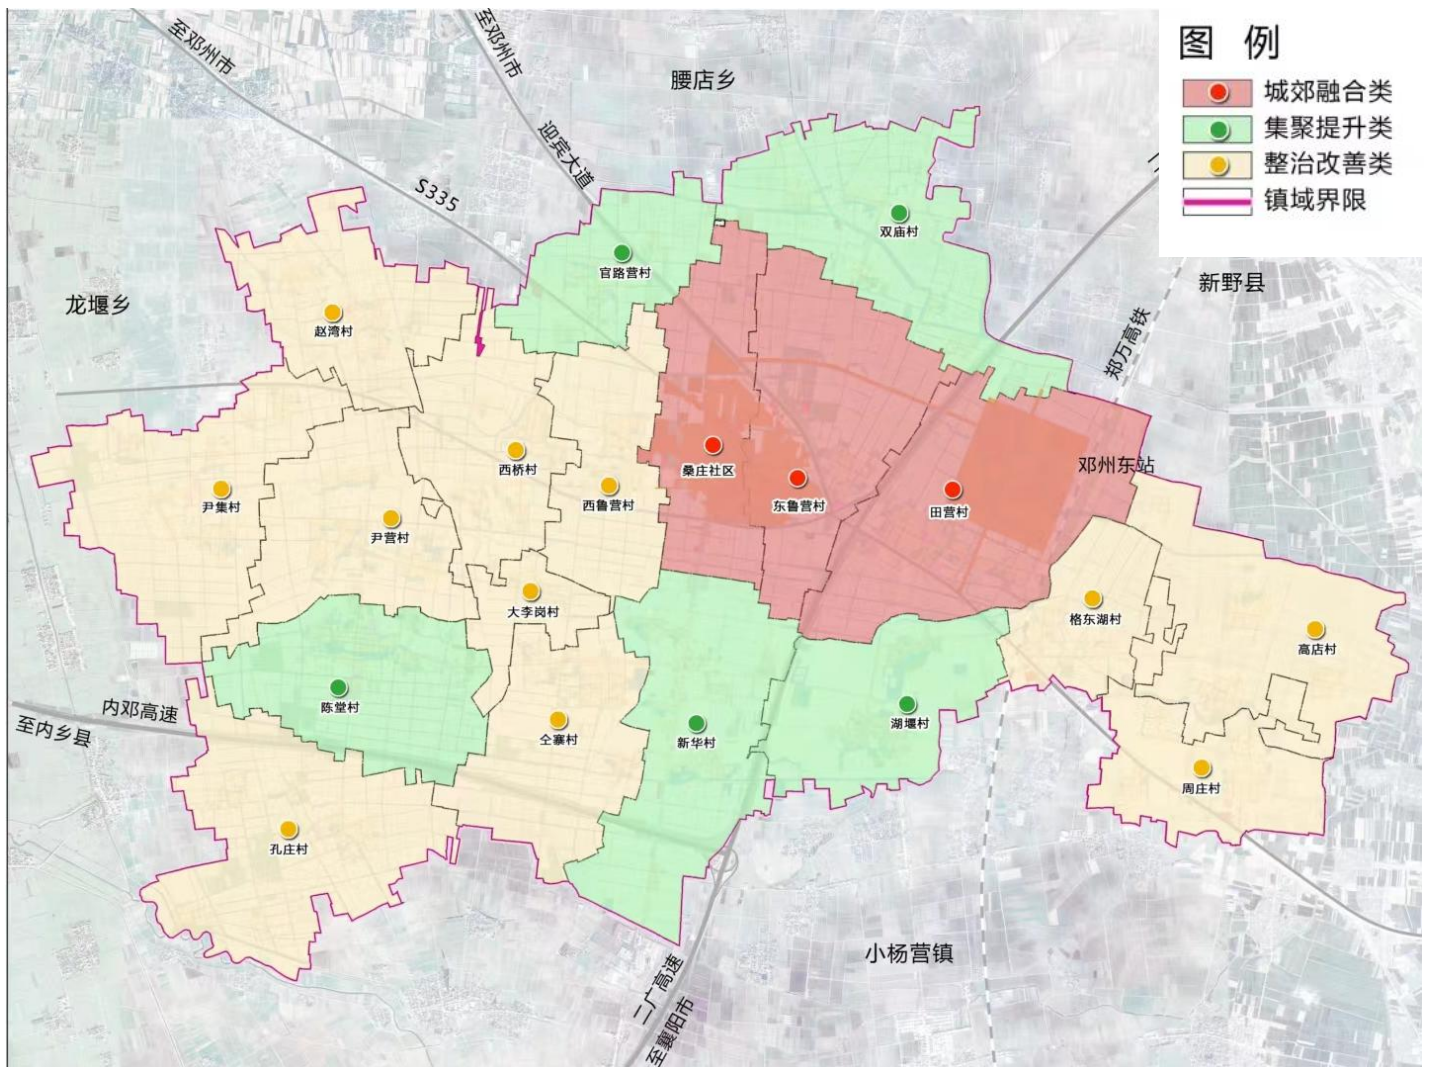 图 例
城郊融合类
集聚提升类
整治改善类
镇域界限
至邓州市
至邓州市
腰店乡
迎宾大道
S335
双庙村
官路营村
新野县
龙堰乡
赵湾村
郑万高铁
邓州东站
桑庄社区
西桥村
尹集村
西鲁营村
东鲁营村
田营村
尹营村
大李岗村
格东湖村
高店村
陈堂村
内邓高速
至内乡县
仝寨村
新华村
湖堰村
周庄村
孔庄村
小杨营镇
二广高速
至襄阳市